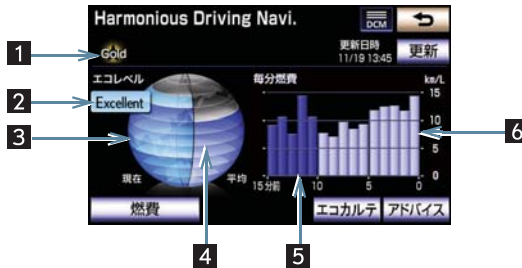 Harmonious Driving Navi.
DCM
Gold
更新日時
11/19 13:45
更新
エコレベル
毎分燃費
km/L
Excellent
15
10
5
0
現在
平均
15分前
10
5
0
燃費
エコカルテ
アドバイス
1
2
3
4
5
6